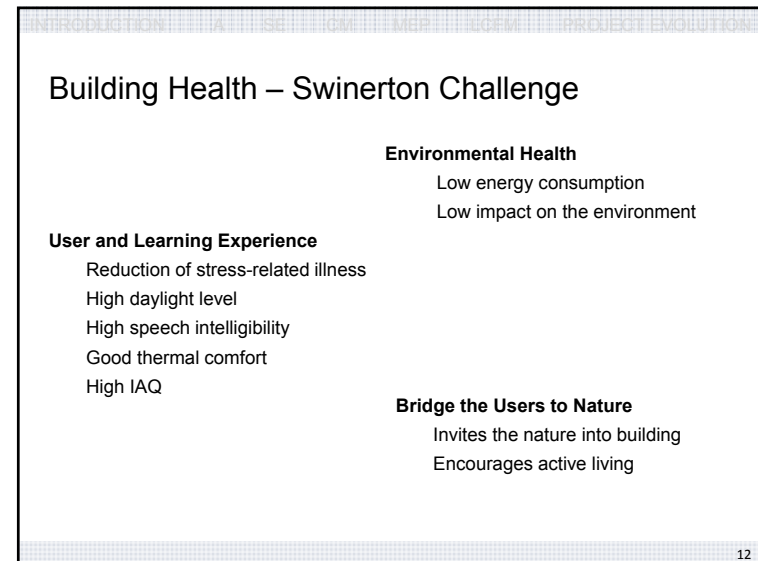 INTRODUCTION A SE CM MEP LCFM PROJECT EVOLUTION
Building Health – Swinerton Challenge
Environmental Health
Low energy consumption
Low impact on the environment
User and Learning Experience
Reduction of stress-related illness
High daylight level
High speech intelligibility
Good thermal comfort
High IAQ
Bridge the Users to Nature
Invites the nature into building
Encourages active living
12